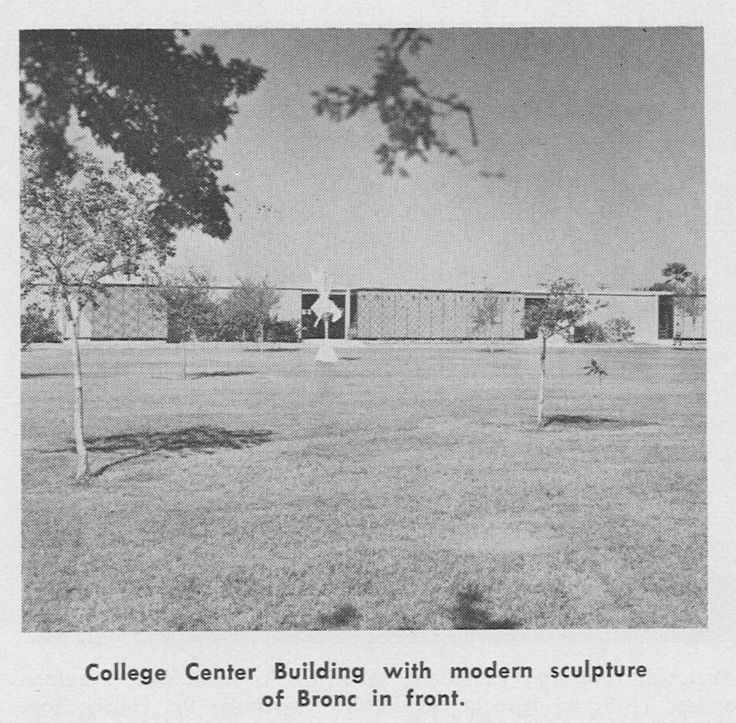 College Center Building with modern sculpture
of Bronc in front.